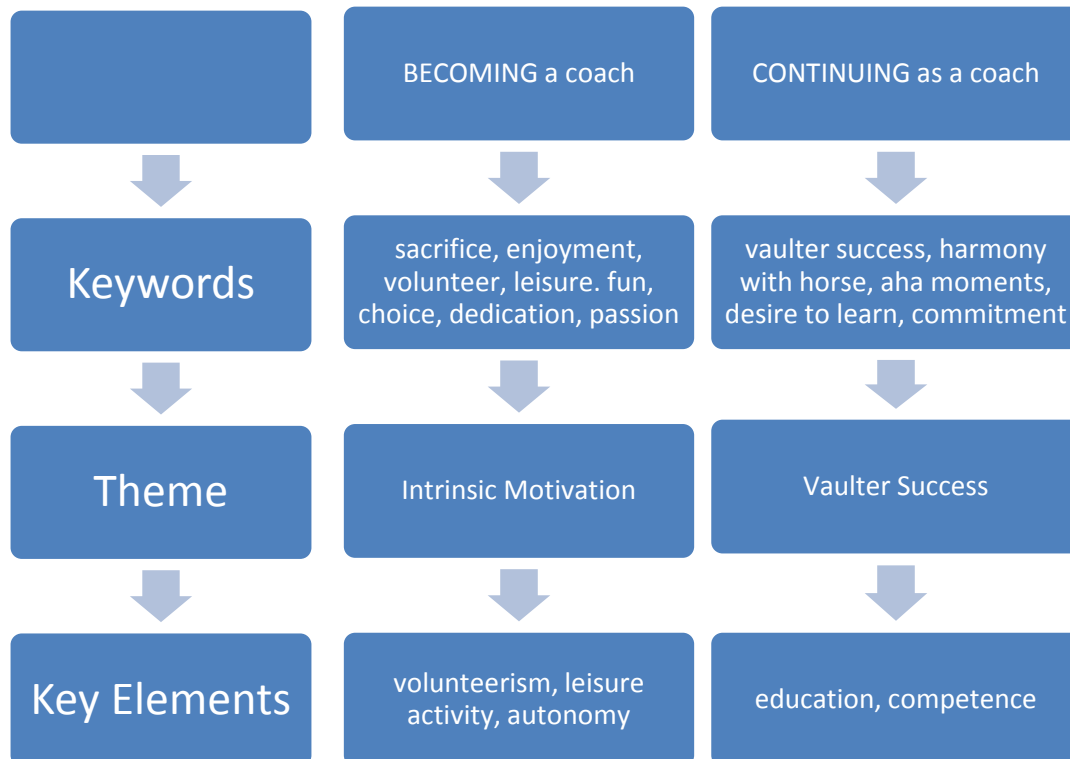 BECOMING a coach
CONTINUING as a coach
Keywords
sacrifice, enjoyment,
volunteer, leisure. fun,
choice, dedication, passion
vaulter success, harmony
with horse, aha moments,
desire to learn, commitment
Theme
Intrinsic Motivation
Vaulter Success
Key Elements
volunteerism, leisure
activity, autonomy
education, competence